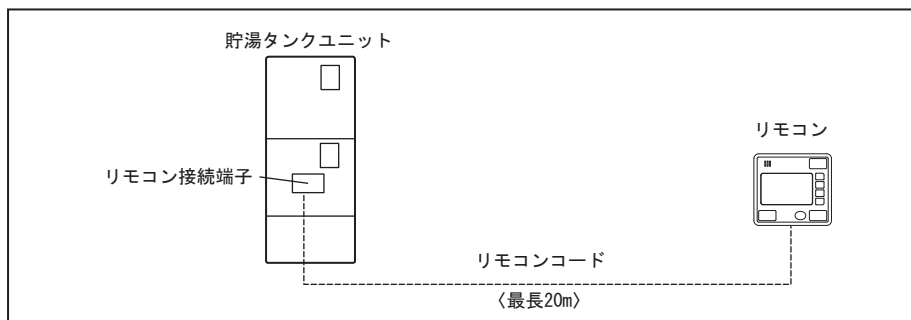 貯湯タンクユニット
リモコン
リモコン接続端子
リモコンコード
〈最長20m〉